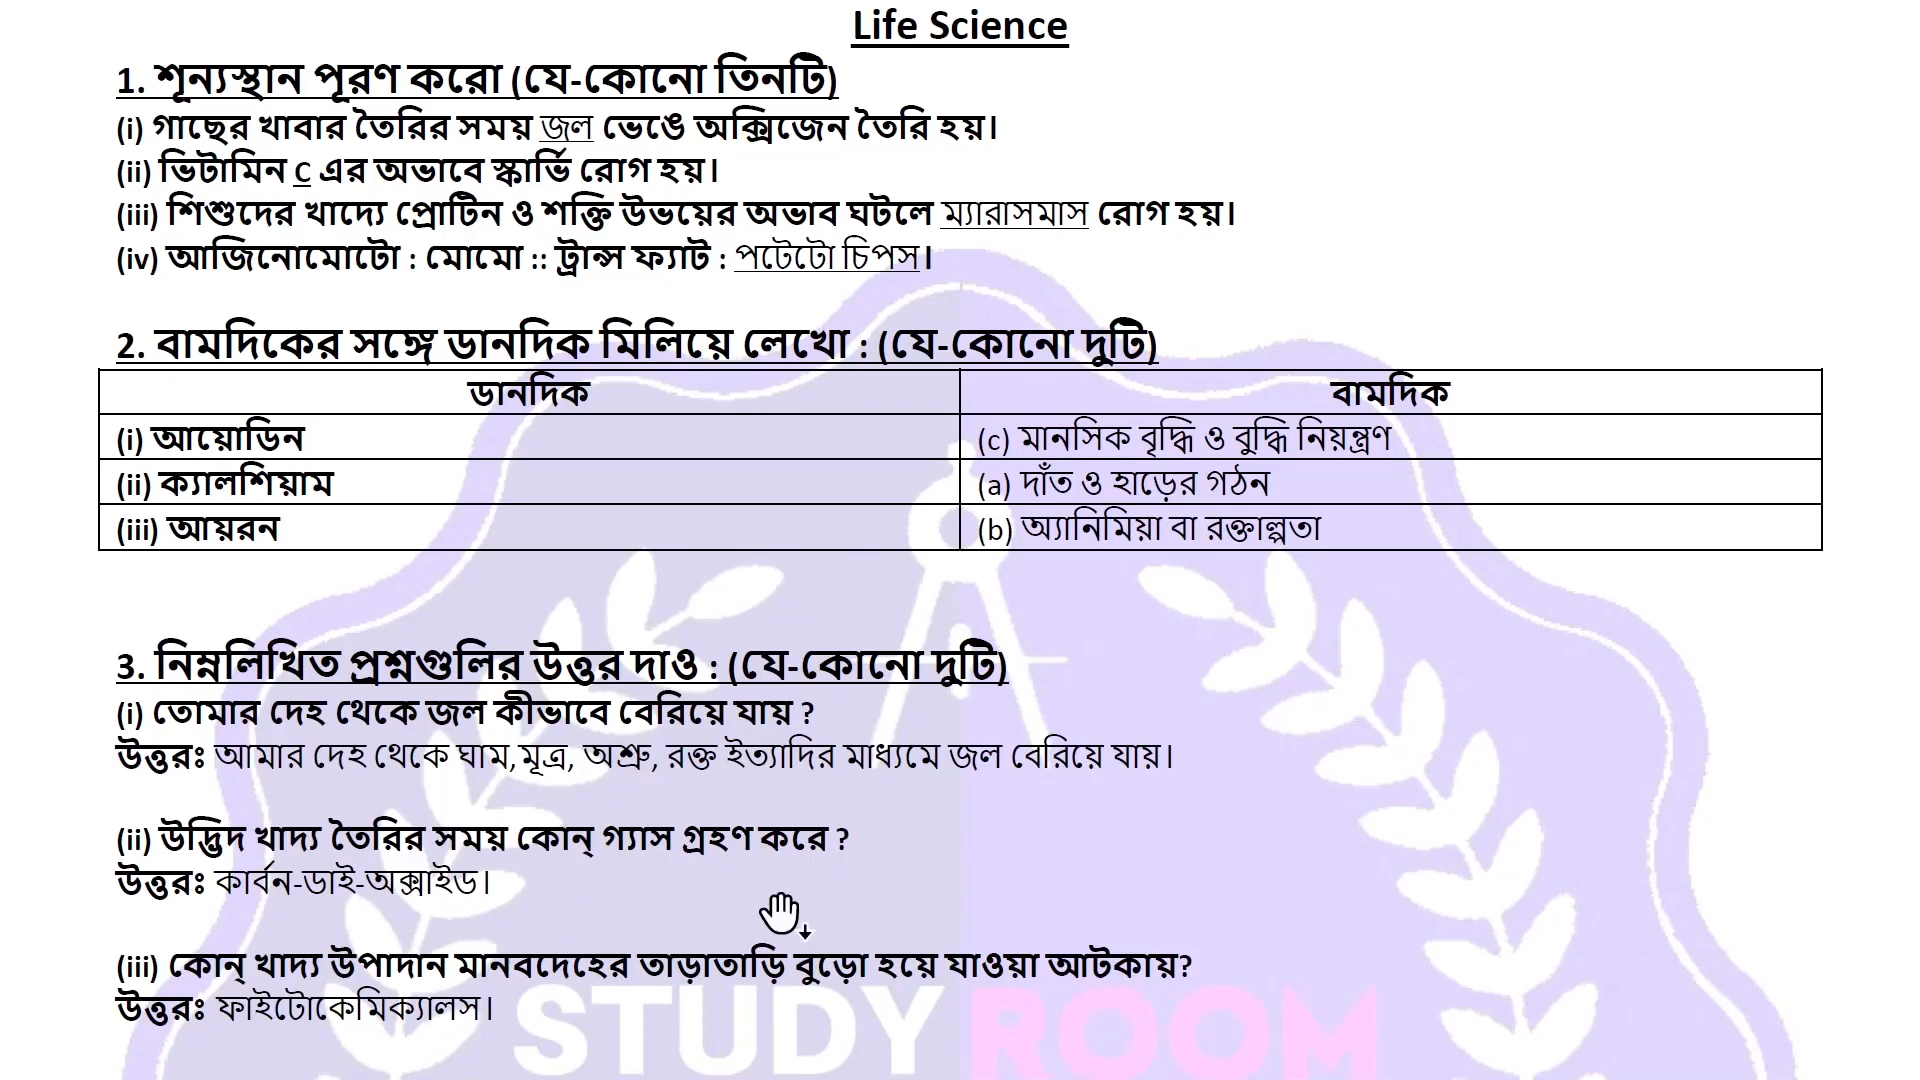 Life Science
1. শূন্যস্থান পূরণ করো (যে-কোনো তিনটি)
(i) গাছের খাবার তৈরির সময় জল ভেঙে অক্সিজেন তৈরি হয়।
(ii) ভিটামিন C এর অভাবে স্কার্ভি রোগ হয়।
(iii) শিশুদের খাদ্যে প্রোটিন ও শক্তি উভয়ের অভাব ঘটলে ম্যারাসমাস রোগ হয়।
(iv) আজিনোমোটো : মোমো :: ট্রান্স ফ্যাট : পটেটো চিপস।
2. বামদিকের সঙ্গে ডানদিক মিলিয়ে লেখো : (যে-কোনো দুটি)
ডানদিক বামদিক
(i) আয়োডিন (c) মানসিক বৃদ্ধি ও বুদ্ধি নিয়ন্ত্রণ
(ii) ক্যালশিয়াম (a) দাঁত ও হাড়ের গঠন
(iii) আয়রন (b) অ্যানিমিয়া বা রক্তাল্পতা
3. নিম্নলিখিত প্রশ্নগুলির উত্তর দাও : (যে-কোনো দুটি)
(i) তোমার দেহ থেকে জল কীভাবে বেরিয়ে যায় ?
উত্তরঃ আমার দেহ থেকে ঘাম, মূত্র, অশ্রু, রক্ত ইত্যাদির মাধ্যমে জল বেরিয়ে যায়।
(ii) উদ্ভিদ খাদ্য তৈরির সময় কোন্ গ্যাস গ্রহণ করে ?
উত্তরঃ কার্বন-ডাই-অক্সাইড।
(iii) কোন্ খাদ্য উপাদান মানবদেহের তাড়াতাড়ি বুড়ো হয়ে যাওয়া আটকায়?
উত্তরঃ ফাইটোকেমিক্যালস।
STUDY ROOM